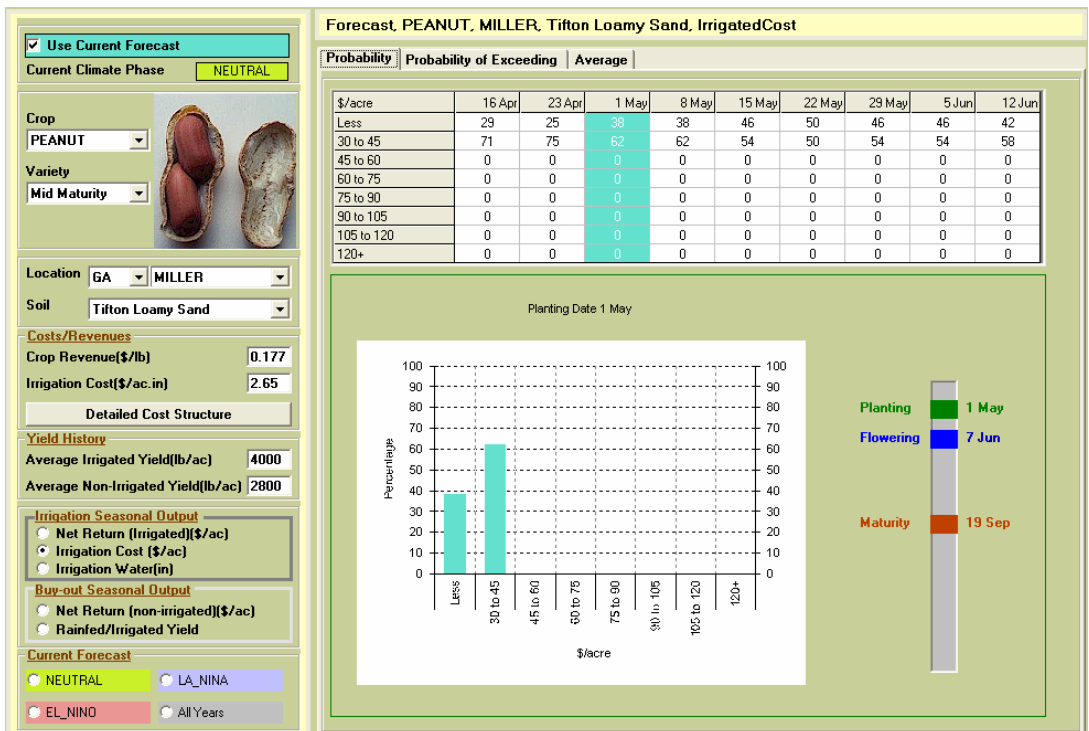 Use Current Forecast
Current Climate Phase NEUTRAL
Crop
PEANUT
Variety
Mid Maturity
Location GA MILLER
Soil Tifton Loamy Sand
Costs/Revenues
Crop Revenue($/lb) 0.177
Irrigation Cost($/ac.in) 2.65
Detailed Cost Structure
Yield History
Average Irrigated Yield(lb/ac) 4000
Average Non-Irrigated Yield(lb/ac) 2800
Irrigation Seasonal Output
Net Return (Irrigated)($/ac)
Irrigation Cost ($/ac)
Irrigation Water(in)
Buy-out Seasonal Output
Net Return (non-irrigated)($/ac)
Rainfed/Irrigated Yield
Current Forecast
NEUTRAL LA_NINA
EL_NINO All Years
Forecast, PEANUT, MILLER, Tifton Loamy Sand, IrrigatedCost
Probability Probability of Exceeding Average
$/acre 16 Apr 23 Apr 1 May 8 May 15 May 22 May 29 May 5 Jun 12 Jun
Less 29 25 38 38 46 50 46 46 42
30 to 45 71 75 62 62 54 50 54 54 58
45 to 60 0 0 0 0 0 0 0 0 0
60 to 75 0 0 0 0 0 0 0 0 0
75 to 90 0 0 0 0 0 0 0 0 0
90 to 105 0 0 0 0 0 0 0 0 0
105 to 120 0 0 0 0 0 0 0 0 0
120+ 0 0 0 0 0 0 0 0 0
Planting Date 1 May
100 100
90 90
80 80
70 70
60 60
50 50
40 40
30 30
20 20
10 10
0 0
Percentage
Less 30 to 45 45 to 60 60 to 75 75 to 90 90 to 105 105 to 120 120+
$/acre
Planting 1 May
Flowering 7 Jun
Maturity 19 Sep